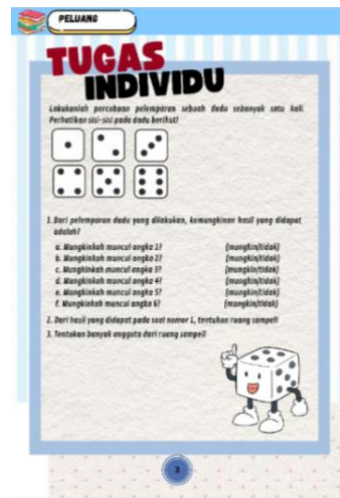 PELUANG
TUGAS
INDIVIDU
Lakukanlah percobaan pelemparan sebuah dadu sebanyak satu kali.
Perhatikan sisi-sisi pada dadu berikut!
1. Dari pelemparan dadu yang dilakukan, kemungkinan hasil yang didapat
adalah?
a. Mungkinkah muncul angka 1? (mungkin/tidak)
b. Mungkinkah muncul angka 2? (mungkin/tidak)
c. Mungkinkah muncul angka 3? (mungkin/tidak)
d. Mungkinkah muncul angka 4? (mungkin/tidak)
e. Mungkinkah muncul angka 5? (mungkin/tidak)
f. Mungkinkah muncul angka 6? (mungkin/tidak)
2. Dari hasil yang didapat pada soal nomor 1, tentukan ruang sampel!
3. Tentukan banyak anggota dari ruang sampel!
3